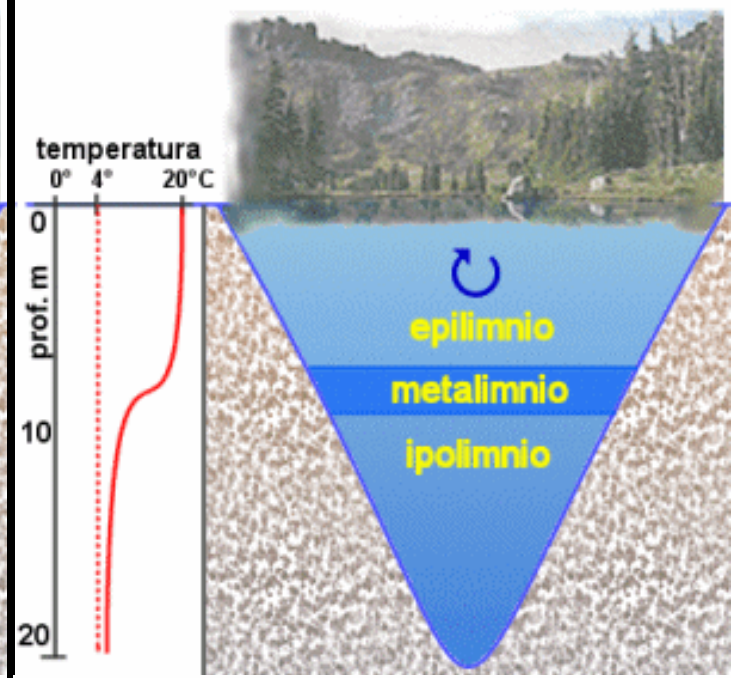 temperatura
0° 4° 20°C
0
prof. m
10
20
epilimnio
metalimnio
ipolimnio